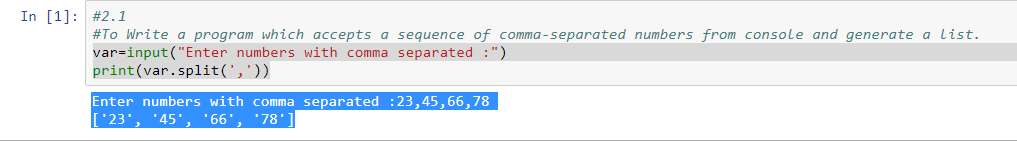 In [1]: #2.1
#To Write a program which accepts a sequence of comma-separated numbers from console and generate a list.
var=input("Enter numbers with comma separated :")
print(var.split(','))
Enter numbers with comma separated :23,45,66,78
['23', '45', '66', '78']